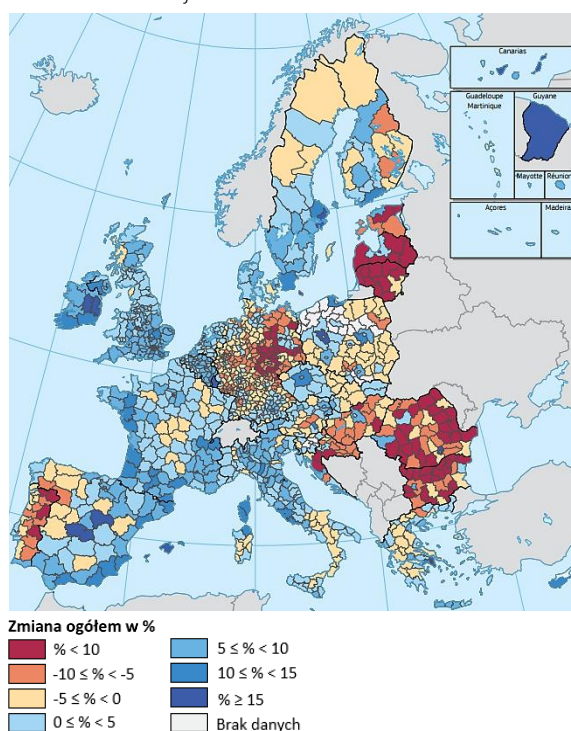 Canarias
Guadeloupe
Martinique
Guyane
Mayotte
Réunion
Açores
Madeira
Zmiana ogółem w %
% < 10
-10 ≤ % < -5
-5 ≤ % < 0
0 ≤ % < 5
5 ≤ % < 10
10 ≤ % < 15
% ≥ 15
Brak danych